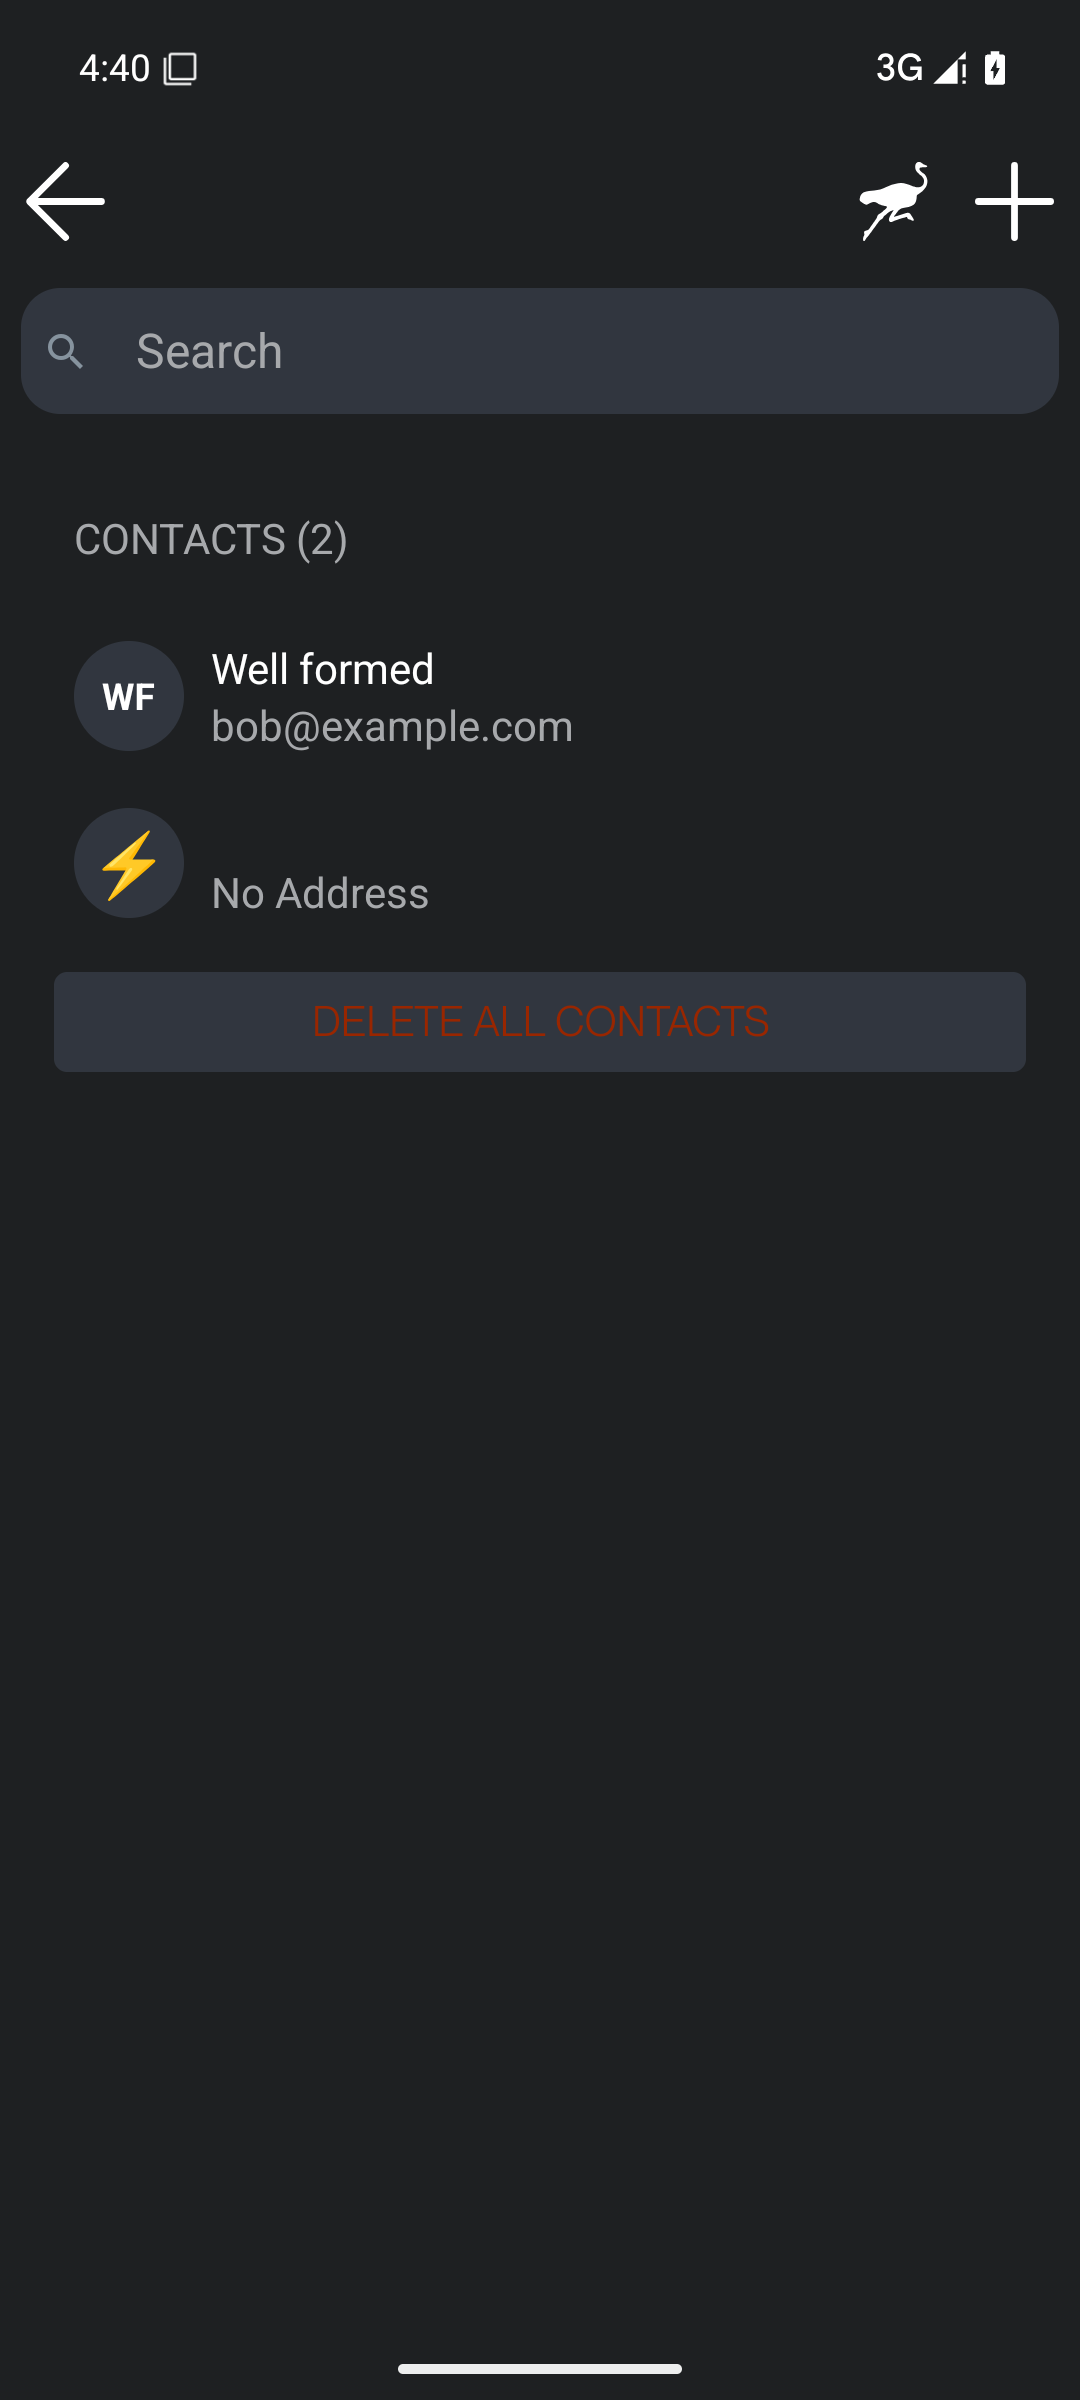 4:40
3G
Search
CONTACTS (2)
WF
Well formed
bob@example.com
No Address
DELETE ALL CONTACTS